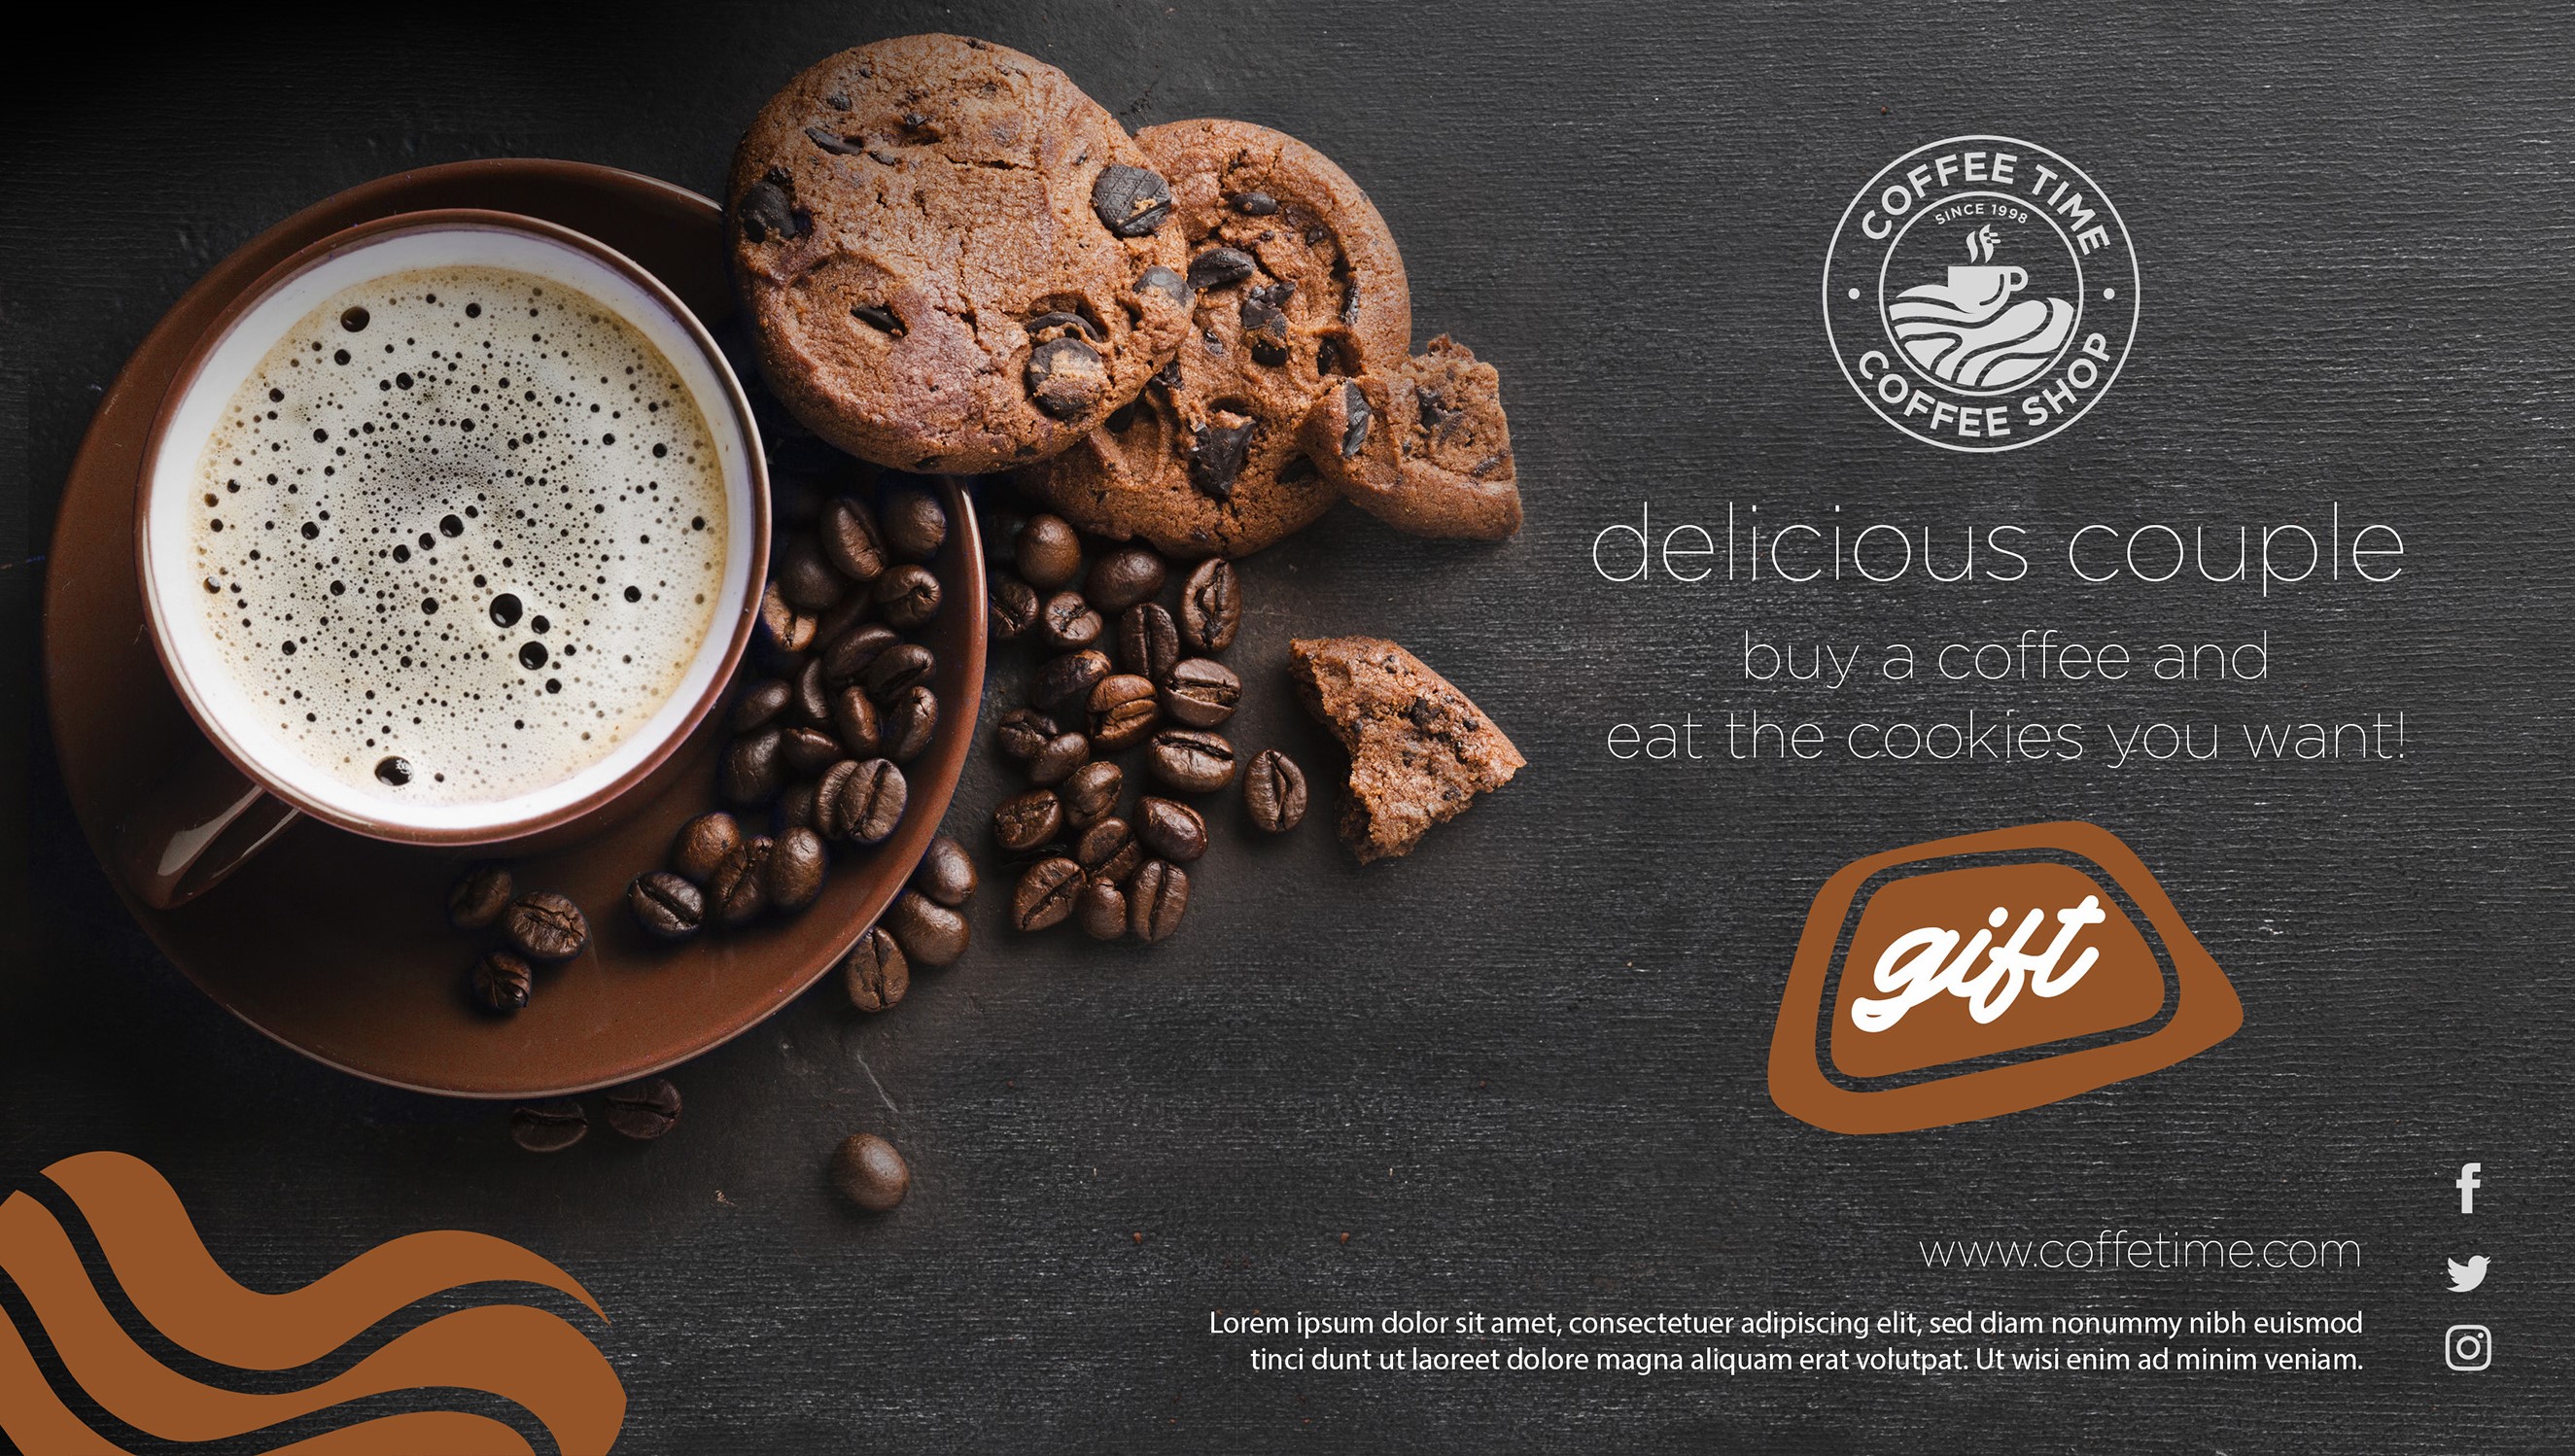 COFFEE TIME
SINCE 1998
COFFEE SHOP
delicious couple
buy a coffee and
eat the cookies you want!
gift
www.coffetime.com
Lorem ipsum dolor sit amet, consectetuer adipiscing elit, sed diam nonummy nibh euismod
tinci dunt ut laoreet dolore magna aliquam erat volutpat. Ut wisi enim ad minim veniam.